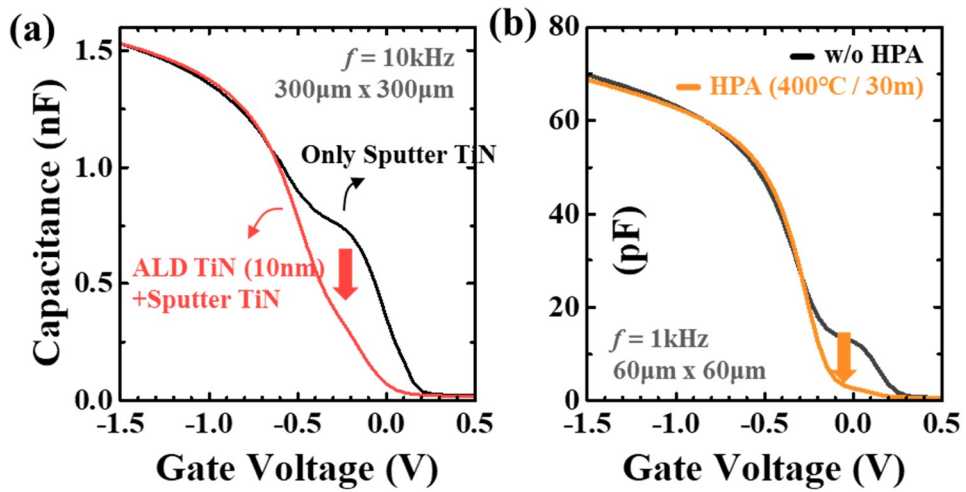 (a)
f = 10kHz
300μm x 300μm
Only Sputter TiN
ALD TiN (10nm)
+Sputter TiN
Capacitance (nF)
1.5
1.0
0.5
0.0
-1.5 -1.0 -0.5 0.0 0.5
Gate Voltage (V)
(b)
w/o HPA
HPA (400°C / 30m)
(pF)
f = 1kHz
60μm x 60μm
80
60
40
20
0
-1.5 -1.0 -0.5 0.0 0.5
Gate Voltage (V)